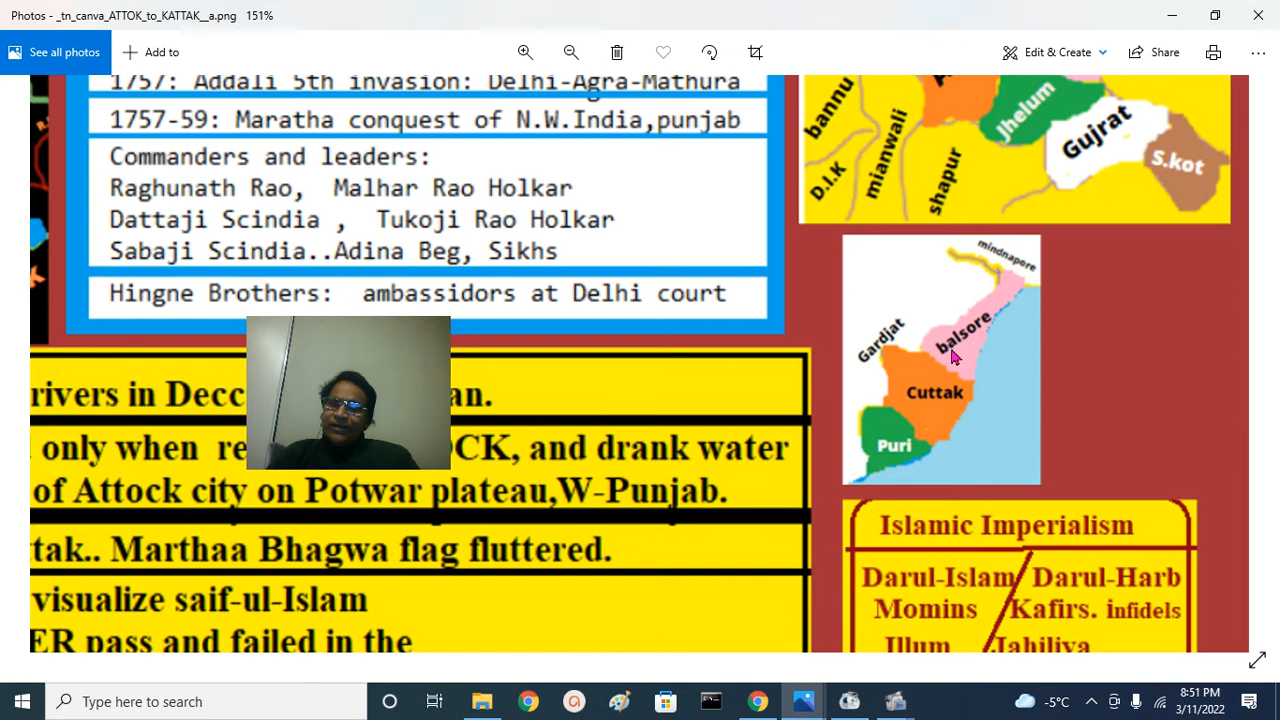 Photos - _tn_canva_ATTOK_to_KATTAK__a.png   151%
See all photos
Add to
Edit & Create
Share
1757: Addali 5th invasion: Delhi-Agra-Mathura
1757-59: Maratha conquest of N.W.India,punjab
Commanders and leaders:
Raghunath Rao,  Malhar Rao Holkar
Dattaji Scindia ,  Tukoji Rao Holkar
Sabaji Scindia..Adina Beg, Sikhs
Hingne Brothers:  ambassidors at Delhi court
bannu
Jhelum
Gujrat
S.kot
D.I.K
mianwali
shapur
mindnapore
balsore
Gardjat
Cuttak
Puri
rivers in Decc an.
only when re OCK, and drank water
of Attock city on Potwar plateau,W-Punjab.
ttak.. Marthaa Bhagwa flag fluttered.
visualize saif-ul-Islam
ER pass and failed in the
Islamic Imperialism
Darul-Islam / Darul-Harb
Momins / Kafirs. infidels
Illum / Jahiliya
Type here to search
-5°C
8:51 PM
3/11/2022